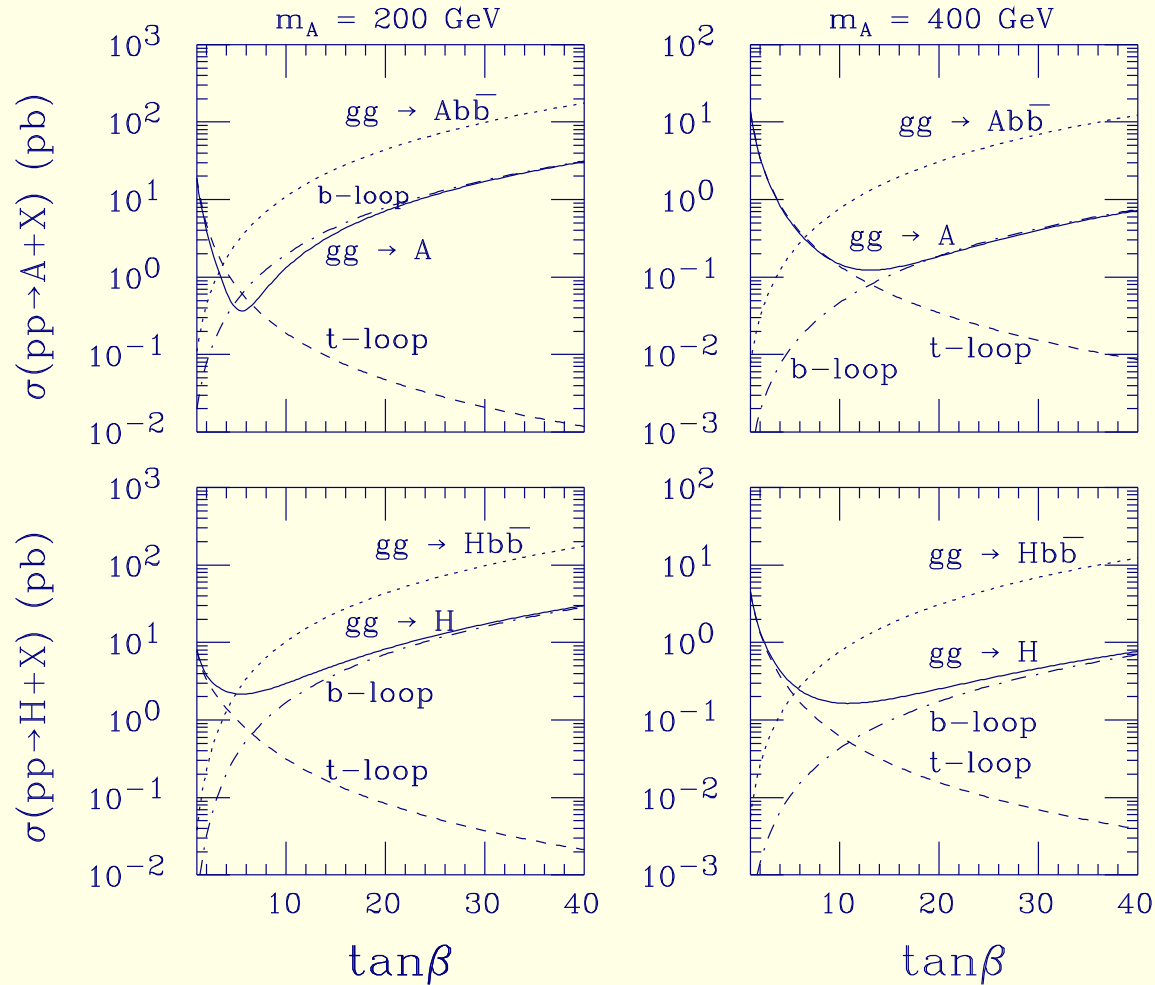 m_A = 200 GeV
m_A = 400 GeV
σ(pp→A+X) (pb)
10^3
10^2
10^1
10^0
10^-1
10^-2
gg → Abb̅
b-loop
gg → A
t-loop
10^2
10^1
10^0
10^-1
10^-2
10^-3
gg → Abb̅
gg → A
t-loop
b-loop
σ(pp→H+X) (pb)
10^3
10^2
10^1
10^0
10^-1
10^-2
gg → Hbb̅
gg → H
b-loop
t-loop
10 20 30 40
tanβ
10^2
10^1
10^0
10^-1
10^-2
10^-3
gg → Hbb̅
gg → H
b-loop
t-loop
10 20 30 40
tanβ